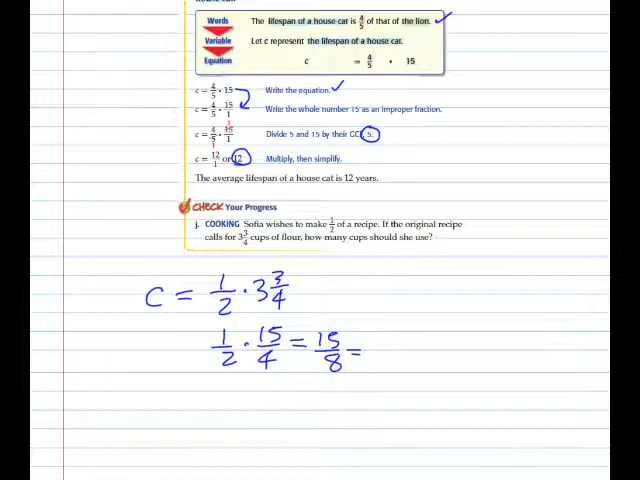 Words The lifespan of a house cat is 4/5 of that of the lion.
Variable Let c represent the lifespan of a house cat.
Equation c = 4/5 · 15
c = 4/5 · 15 Write the equation.
c = 4/5 · 15/1 Write the whole number 15 as an improper fraction.
c = 4/5 · 15/1 Divide 5 and 15 by their GCF, 5.
1 3
c = 12/1 or 12 Multiply, then simplify.
The average lifespan of a house cat is 12 years.
CHECK Your Progress
j. COOKING Sofia wishes to make 1/2 of a recipe. If the original recipe
calls for 3 3/4 cups of flour, how many cups should she use?
C = 1/2 · 3 3/4
1/2 · 15/4 = 15/8 =